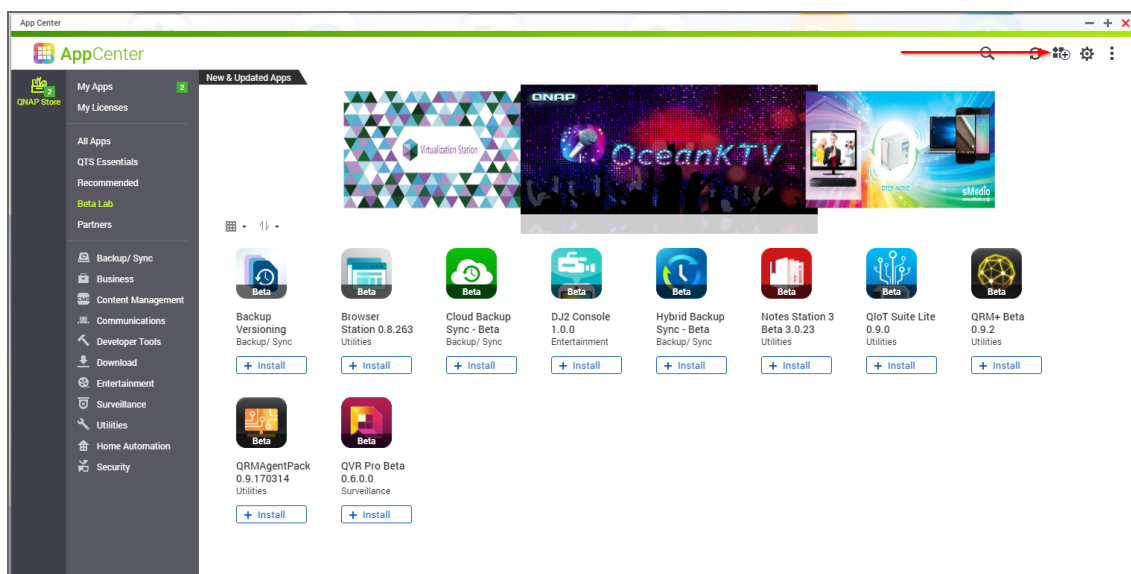 App Center
AppCenter
2
QNAP Store
My Apps 2
My Licenses
All Apps
QTS Essentials
Recommended
Beta Lab
Partners
Backup/ Sync
Business
CMS Content Management
Communications
Developer Tools
Download
Entertainment
Surveillance
Utilities
Home Automation
Security
New & Updated Apps
Virtualization Station
QNAP
OceanKTV
sMedio
Beta
Backup
Versioning
Backup/ Sync
+ Install
Beta
Browser
Station 0.8.263
Utilities
+ Install
Beta
Cloud Backup
Sync - Beta
Backup/ Sync
+ Install
Beta
DJ2 Console
1.0.0
Entertainment
+ Install
Beta
Hybrid Backup
Sync - Beta
Backup/ Sync
+ Install
Beta
Notes Station 3
Beta 3.0.23
Utilities
+ Install
Beta
QIoT Suite Lite
0.9.0
Utilities
+ Install
Beta
QRM+ Beta
0.9.2
Utilities
+ Install
Beta
QRMAgentPack
0.9.170314
Utilities
+ Install
Beta
QVR Pro Beta
0.6.0.0
Surveillance
+ Install